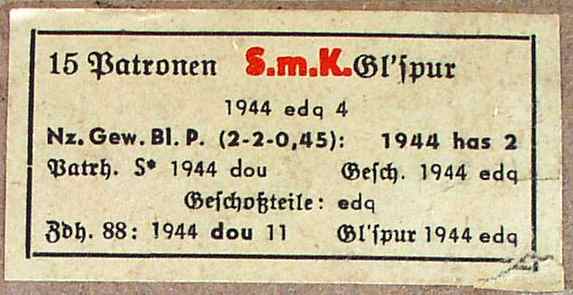 15 Patronen S.m.K. Gl'ſpur
1944 edq 4
Nz. Gew. Bl. P. (2-2-0,45): 1944 has 2
Patrh. S* 1944 dou Geſch. 1944 edq
Geſchoßteile: edq
Zdh. 88: 1944 dou 11 Gl'ſpur 1944 edq